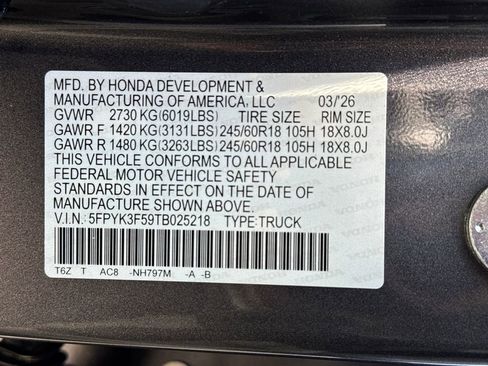 MFD. BY HONDA DEVELOPMENT &
MANUFACTURING OF AMERICA, LLC 03/'26
GVWR 2730 KG(6019LBS) TIRE SIZE RIM SIZE
GAWR F 1420 KG(3131LBS) 245/60R18 105H 18X8.0J
GAWR R 1480 KG(3263LBS) 245/60R18 105H 18X8.0J
THIS VEHICLE CONFORMS TO ALL APPLICABLE
FEDERAL MOTOR VEHICLE SAFETY
STANDARDS IN EFFECT ON THE DATE OF
MANUFACTURE SHOWN ABOVE.
V.I.N.: 5FPYK3F59TB025218 TYPE:TRUCK
T6Z T AC8 -NH797M -A -B